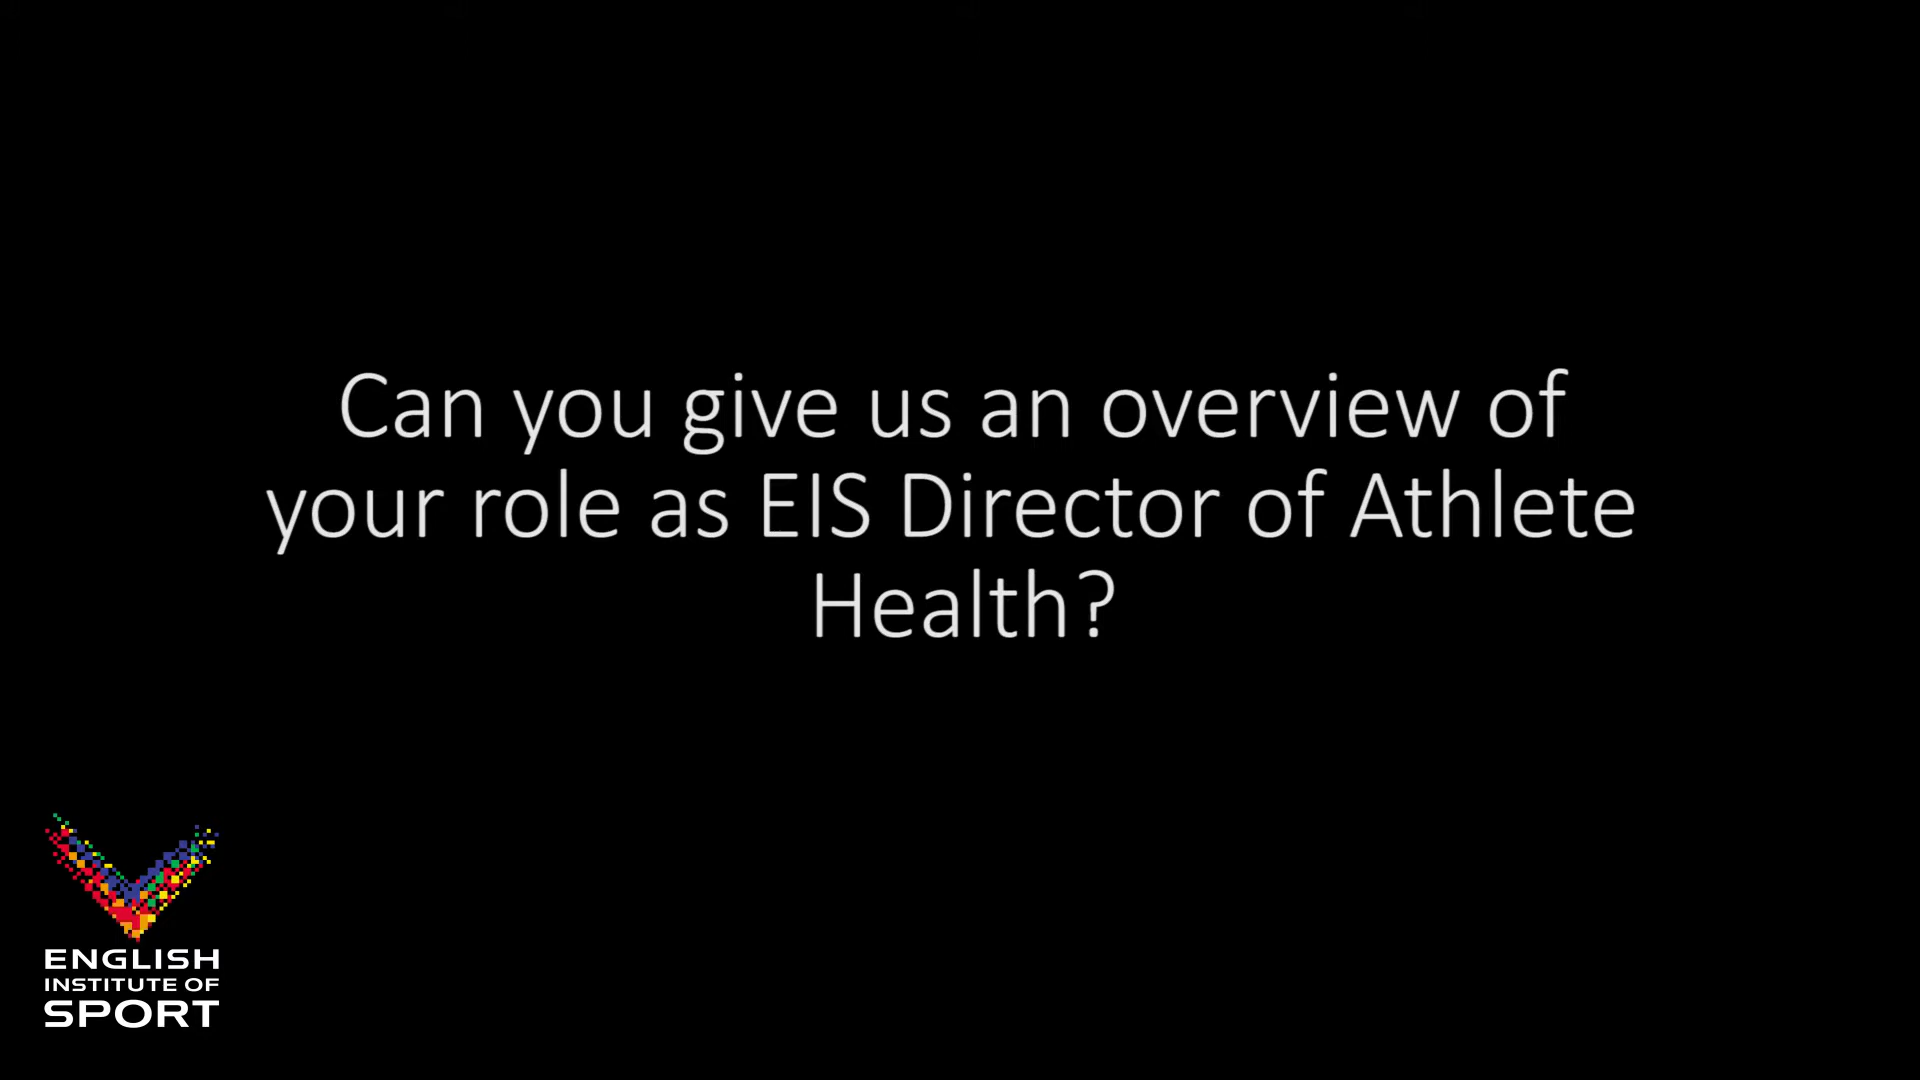 Can you give us an overview of
your role as EIS Director of Athlete
Health?
ENGLISH
INSTITUTE OF
SPORT